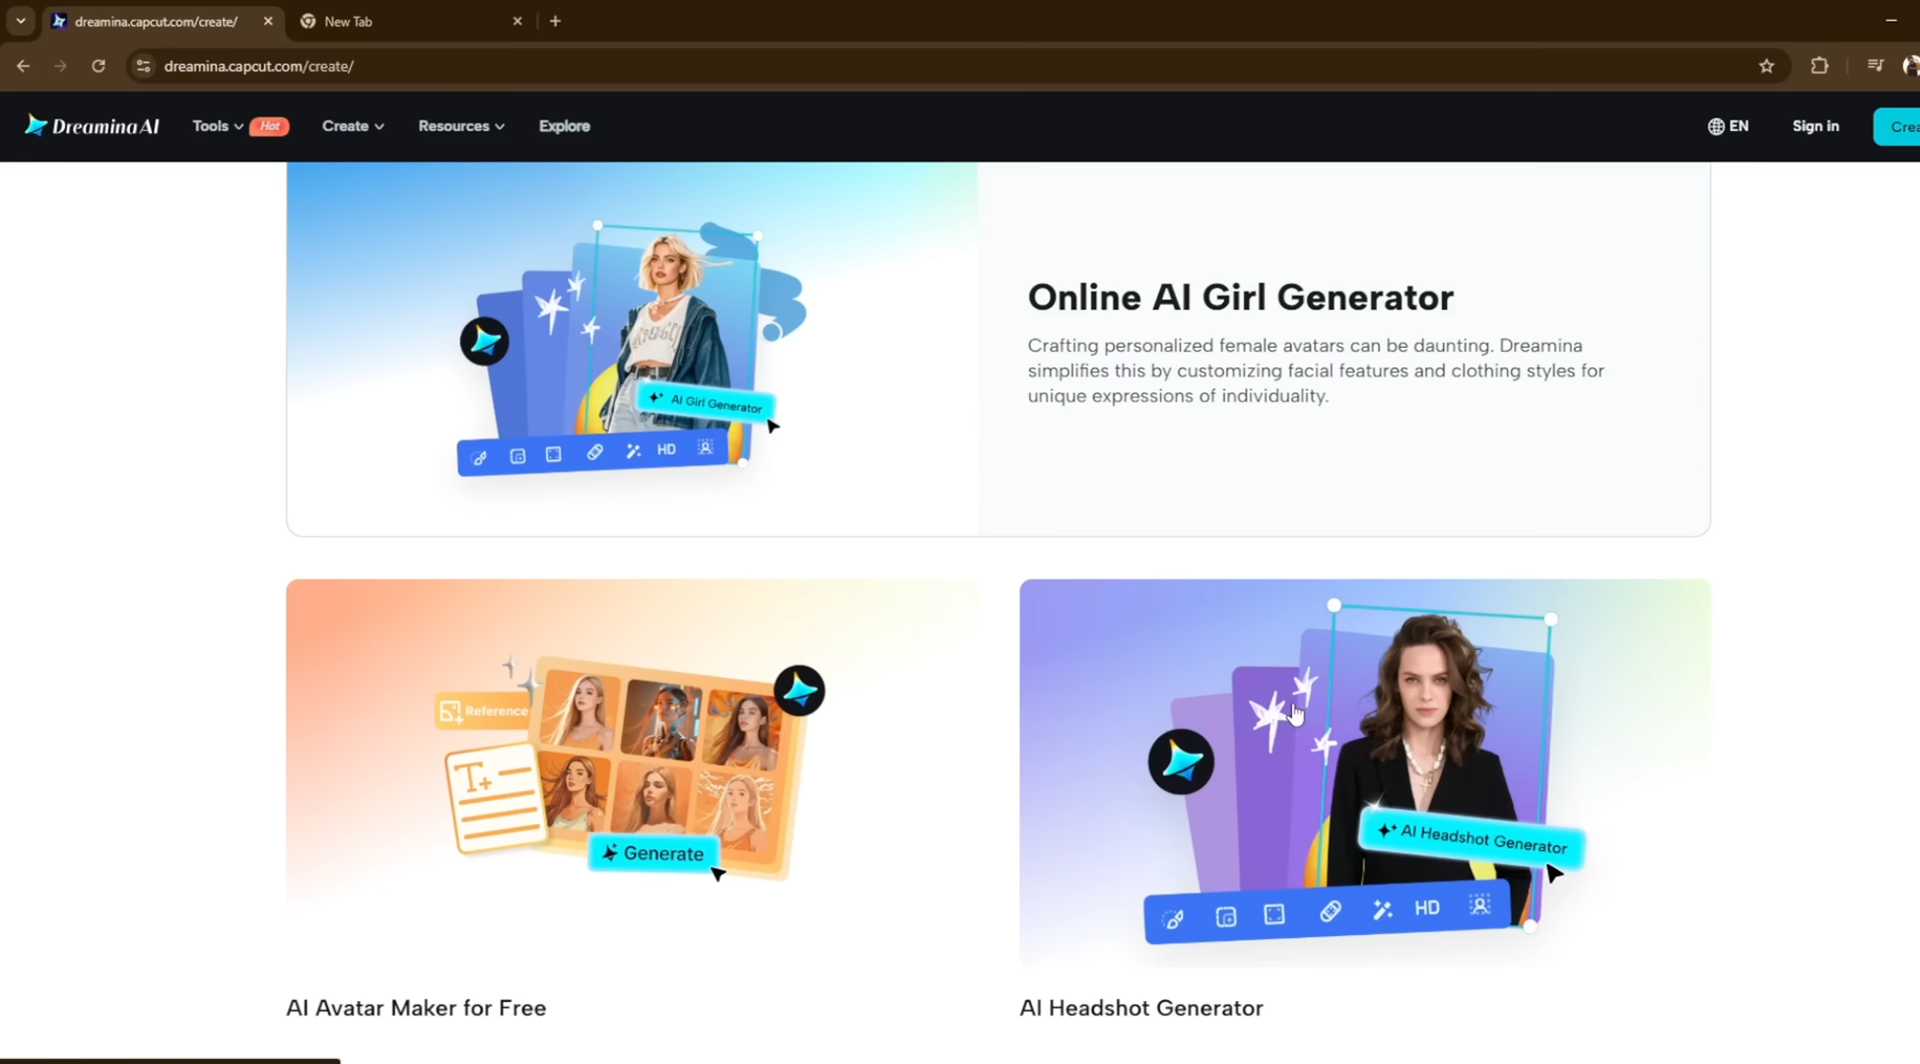 dreamina.capcut.com/create/
New Tab
dreamina.capcut.com/create/
Dreamina AI
Tools
Hot
Create
Resources
Explore
EN
Sign in
Crea
Online AI Girl Generator
Crafting personalized female avatars can be daunting. Dreamina
simplifies this by customizing facial features and clothing styles for
unique expressions of individuality.
AI Girl Generator
HD
Reference
T+
Generate
AI Headshot Generator
HD
AI Avatar Maker for Free
AI Headshot Generator